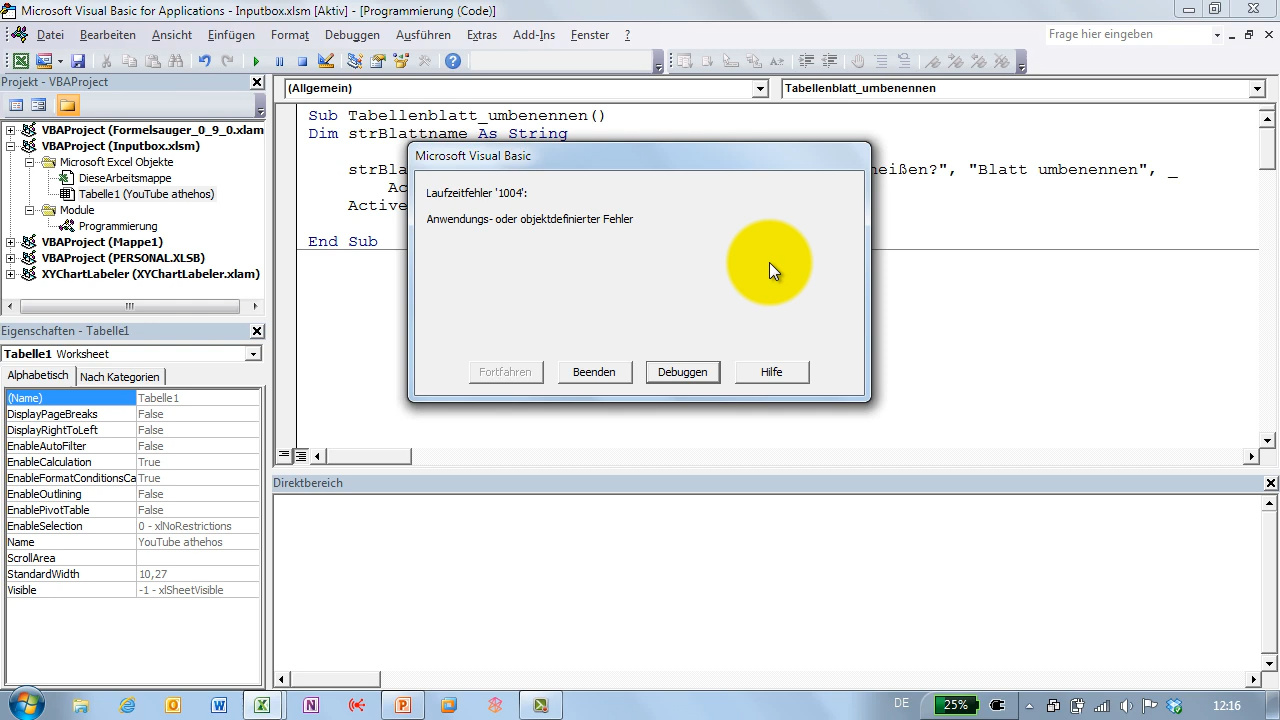 Microsoft Visual Basic for Applications - Inputbox.xlsm [Aktiv] - [Programmierung (Code)]
Datei Bearbeiten Ansicht Einfügen Format Debuggen Ausführen Extras Add-Ins Fenster ? Frage hier eingeben
Projekt - VBAProject
VBAProject (Formelsauger_0_9_0.xlam
VBAProject (Inputbox.xlsm)
Microsoft Excel Objekte
DieseArbeitsmappe
Tabelle1 (YouTube athehos)
Module
Programmierung
VBAProject (Mappe1)
VBAProject (PERSONAL.XLSB)
XYChartLabeler (XYChartLabeler.xlam)
Eigenschaften - Tabelle1
Tabelle1 Worksheet
Alphabetisch Nach Kategorien
(Name) Tabelle1
DisplayPageBreaks False
DisplayRightToLeft False
EnableAutoFilter False
EnableCalculation True
EnableFormatConditionsCa True
EnableOutlining False
EnablePivotTable False
EnableSelection 0 - xlNoRestrictions
Name YouTube athehos
ScrollArea
StandardWidth 10,27
Visible -1 - xlSheetVisible
(Allgemein) Tabellenblatt_umbenennen
Sub Tabellenblatt_umbenennen()
Dim strBlattname As String
strBla heißen?", "Blatt umbenennen", _
Ac
Active
End Sub
Microsoft Visual Basic
Laufzeitfehler '1004':
Anwendungs- oder objektdefinierter Fehler
Fortfahren Beenden Debuggen Hilfe
Direktbereich
DE 25% 12:16